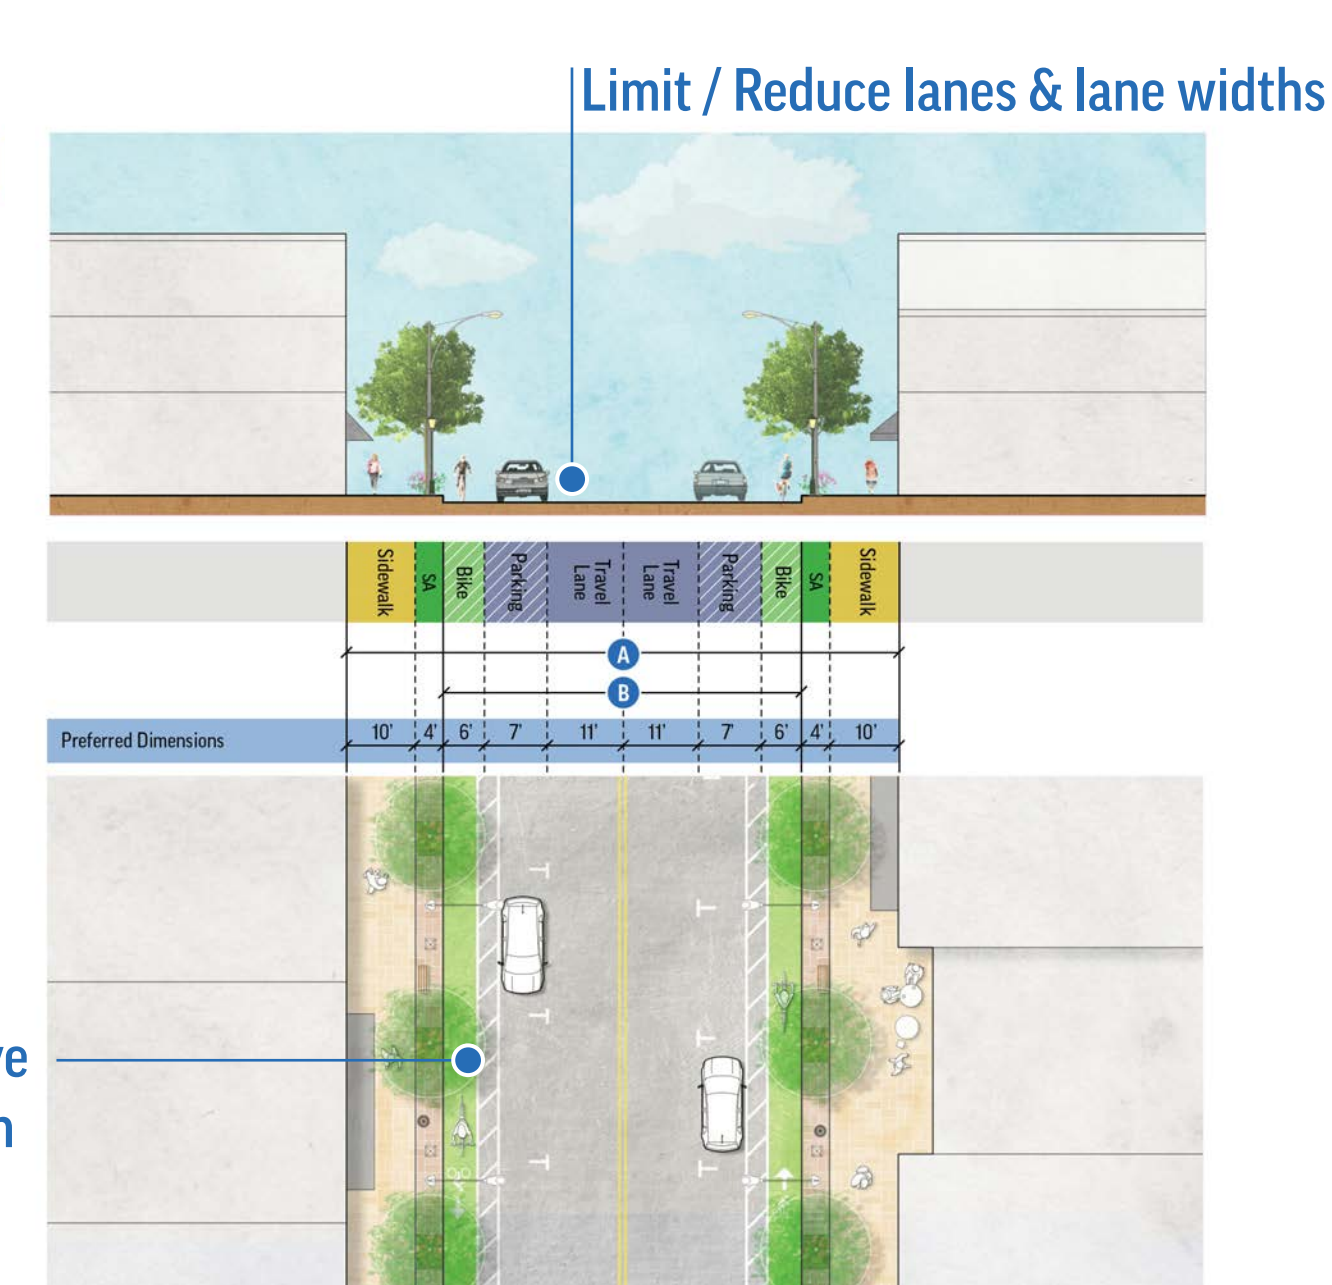 Limit / Reduce lanes & lane widths
Sidewalk
SA
Bike
Parking
Travel
Lane
Travel
Lane
Parking
Bike
SA
Sidewalk
A
B
Preferred Dimensions 10' 4' 6' 7' 11' 11' 7' 6' 4' 10'